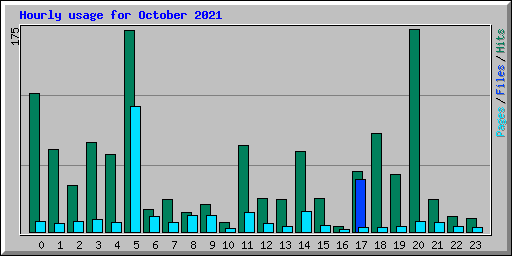 Hourly usage for October 2021
175
Pages / Files / Hits
0 1 2 3 4 5 6 7 8 9 10 11 12 13 14 15 16 17 18 19 20 21 22 23